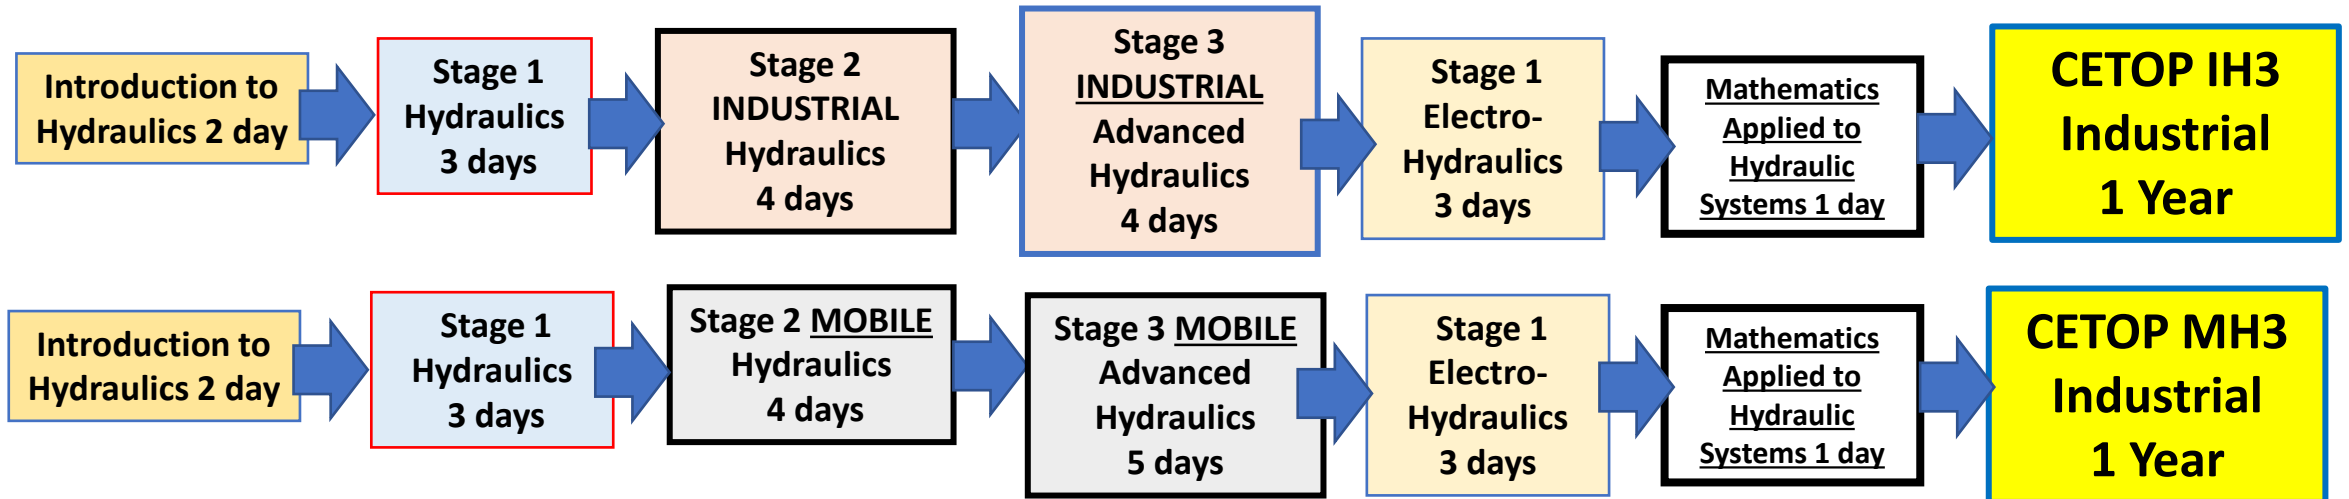 Introduction to
Hydraulics 2 day
Stage 1
Hydraulics
3 days
Stage 2
INDUSTRIAL
Hydraulics
4 days
Stage 3
INDUSTRIAL
Advanced
Hydraulics
4 days
Stage 1
Electro-
Hydraulics
3 days
Mathematics
Applied to
Hydraulic
Systems 1 day
CETOP IH3
Industrial
1 Year
Introduction to
Hydraulics 2 day
Stage 1
Hydraulics
3 days
Stage 2 MOBILE
Hydraulics
4 days
Stage 3 MOBILE
Advanced
Hydraulics
5 days
Stage 1
Electro-
Hydraulics
3 days
Mathematics
Applied to
Hydraulic
Systems 1 day
CETOP MH3
Industrial
1 Year